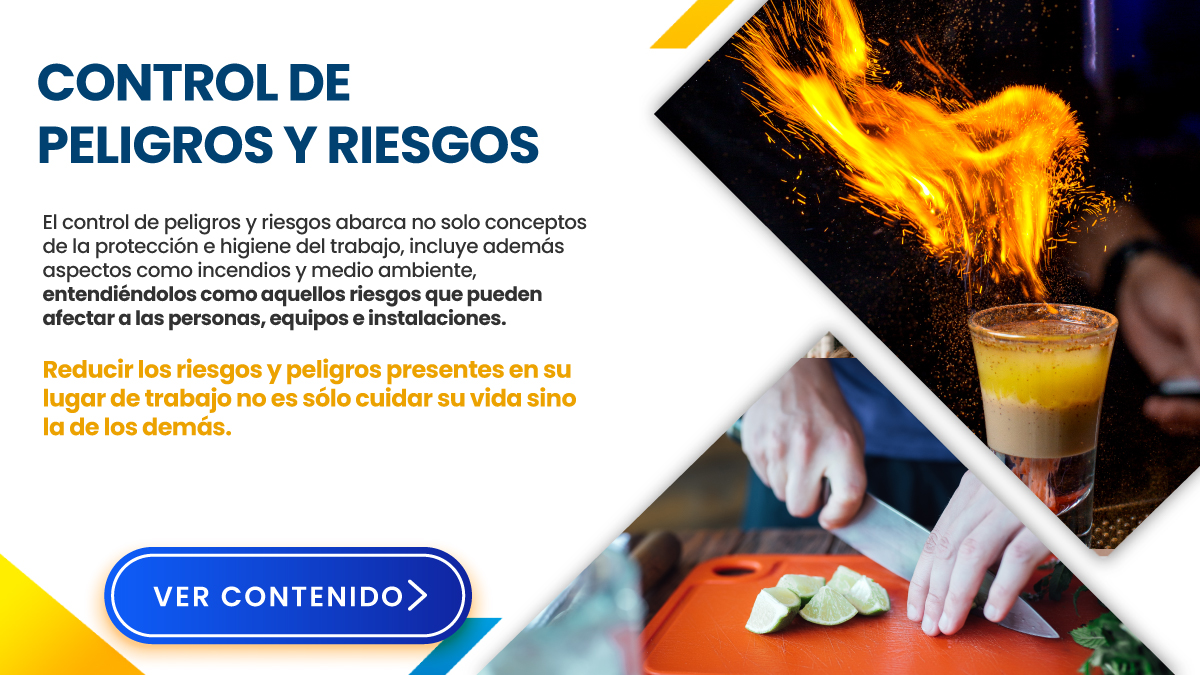 CONTROL DE
PELIGROS Y RIESGOS
El control de peligros y riesgos abarca no solo conceptos
de la protección e higiene del trabajo, incluye además
aspectos como incendios y medio ambiente,
entendiéndolos como aquellos riesgos que pueden
afectar a las personas, equipos e instalaciones.
Reducir los riesgos y peligros presentes en su
lugar de trabajo no es sólo cuidar su vida sino
la de los demás.
VER CONTENIDO